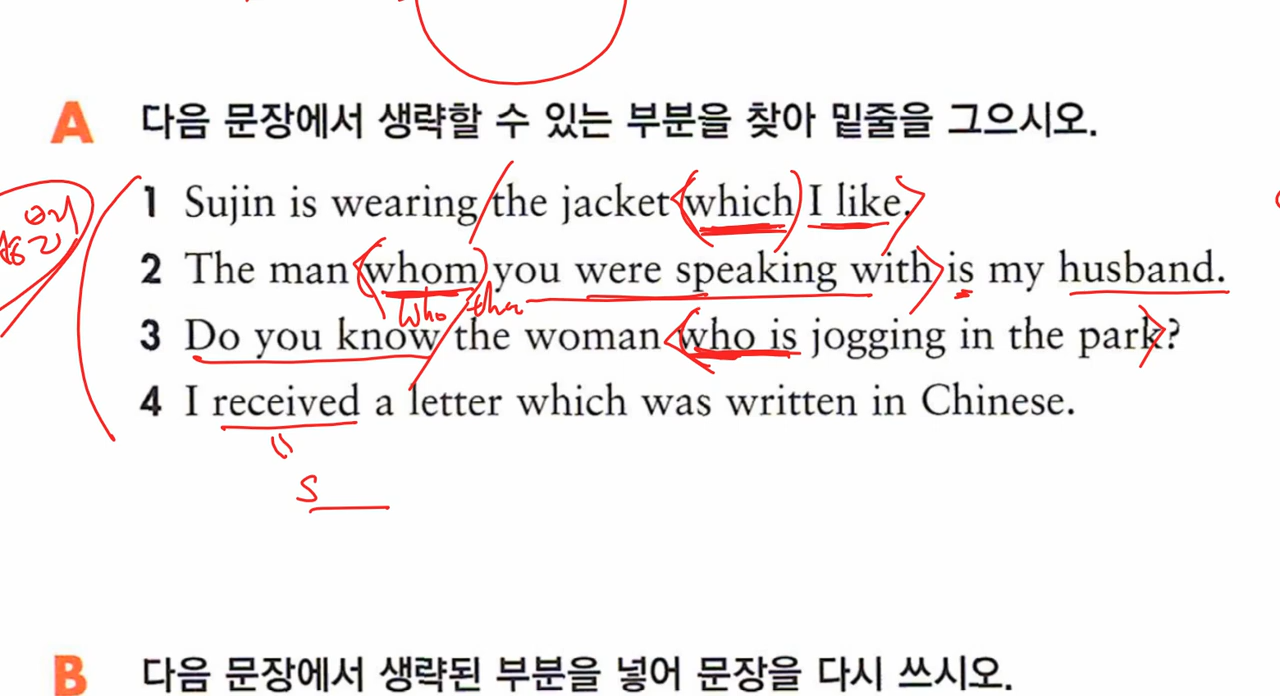 A 다음 문장에서 생략할 수 있는 부분을 찾아 밑줄을 그으시오.
1 Sujin is wearing the jacket which I like.
2 The man whom you were speaking with is my husband.
who / tha
3 Do you know the woman who is jogging in the park?
4 I received a letter which was written in Chinese.
S
B 다음 문장에서 생략된 부분을 넣어 문장을 다시 쓰시오.